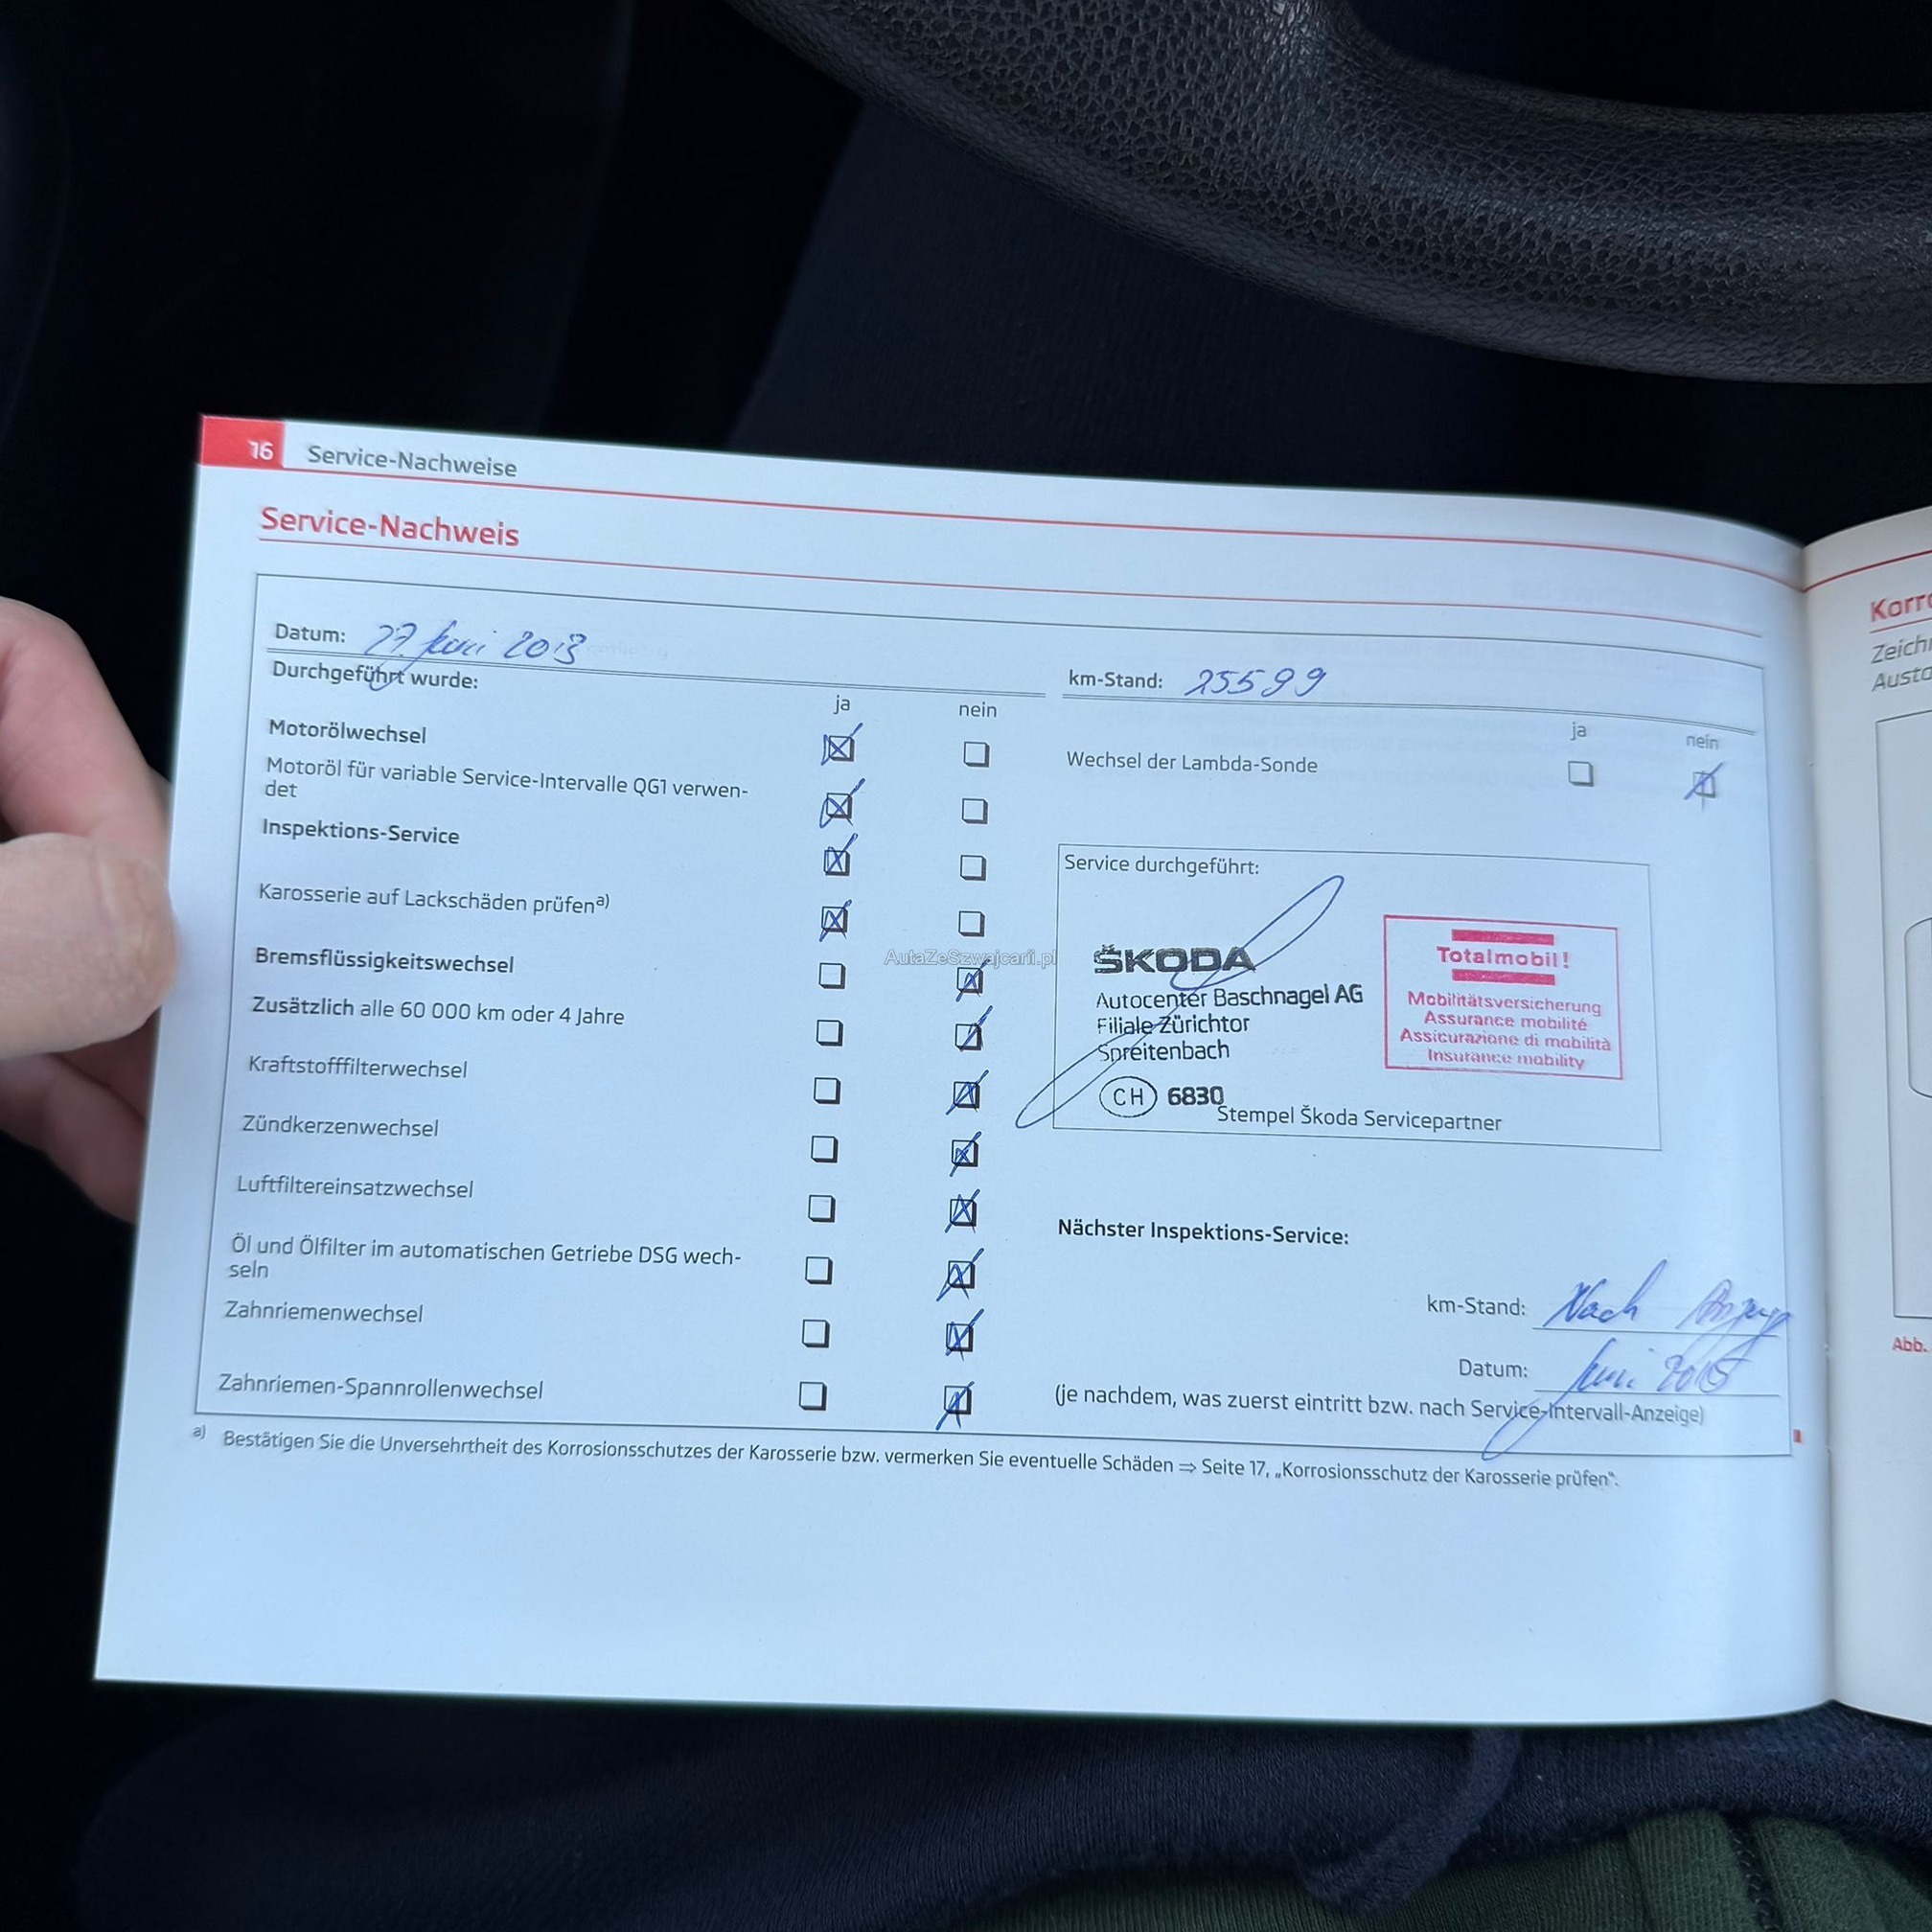 16 Service-Nachweise
Service-Nachweis
Datum: 27. Juni 2013
km-Stand: 25599
Durchgeführt wurde:
ja nein
ja nein
Motorölwechsel
Wechsel der Lambda-Sonde
Motoröl für variable Service-Intervalle QG1 verwen-
det
Inspektions-Service
Karosserie auf Lackschäden prüfenᵃ⁾
Bremsflüssigkeitswechsel
Zusätzlich alle 60 000 km oder 4 Jahre
Kraftstofffilterwechsel
Zündkerzenwechsel
Luftfiltereinsatzwechsel
Öl und Ölfilter im automatischen Getriebe DSG wech-
seln
Zahnriemenwechsel
Zahnriemen-Spannrollenwechsel
Service durchgeführt:
ŠKODA
Autocenter Baschnagel AG
Filiale Zürichtor
Spreitenbach
CH 6830
Totalmobil!
Mobilitätsversicherung
Assurance mobilité
Assicurazione di mobilità
Insurance mobility
Stempel Škoda Servicepartner
Nächster Inspektions-Service:
km-Stand: Nach
Datum: Juni 2015
(je nachdem, was zuerst eintritt bzw. nach Service-Intervall-Anzeige)
a) Bestätigen Sie die Unversehrtheit des Korrosionsschutzes der Karosserie bzw. vermerken Sie eventuelle Schäden ⇒ Seite 17, „Korrosionsschutz der Karosserie prüfen“.
AutaZeSzwajcarii.pl
Abb.